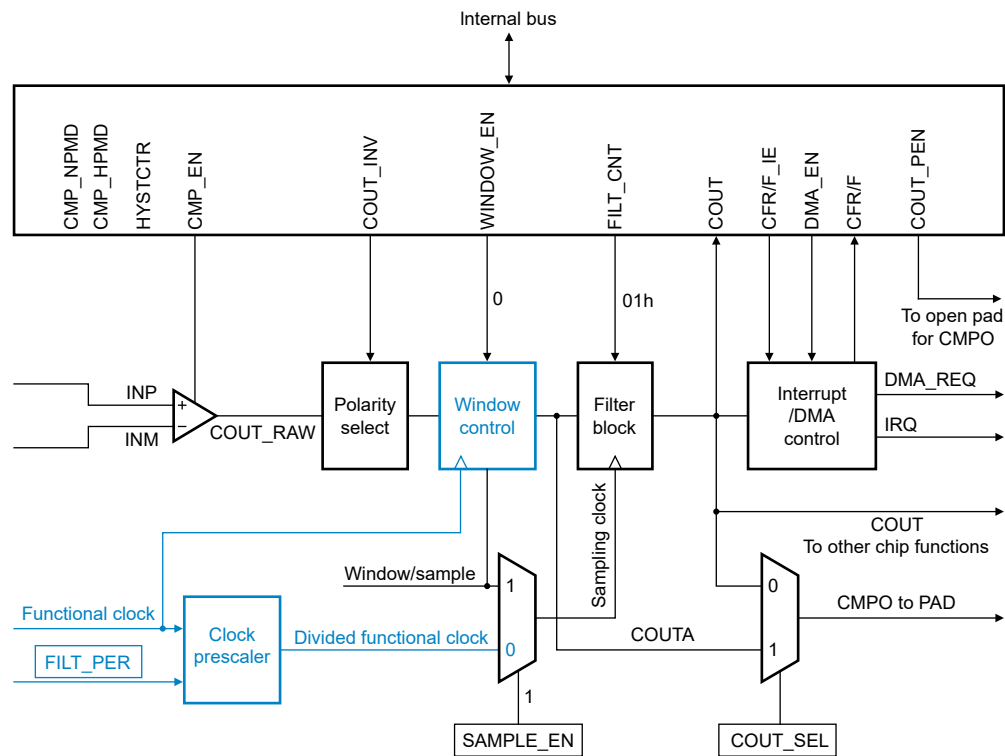 Internal bus
CMP_NPMD
CMP_HPMD
HYSTCTR
CMP_EN
COUT_INV
WINDOW_EN
FILT_CNT
COUT
CFR/F_IE
DMA_EN
CFR/F
COUT_PEN
0
01h
To open pad
for CMPO
INP
+
INM
−
COUT_RAW
Polarity
select
Window
control
Filter
block
Interrupt
/DMA
control
DMA_REQ
IRQ
Sampling clock
COUT
To other chip functions
Window/sample
1
0
Functional clock
FILT_PER
Clock
prescaler
Divided functional clock
0
COUTA
1
CMPO to PAD
1
SAMPLE_EN
COUT_SEL